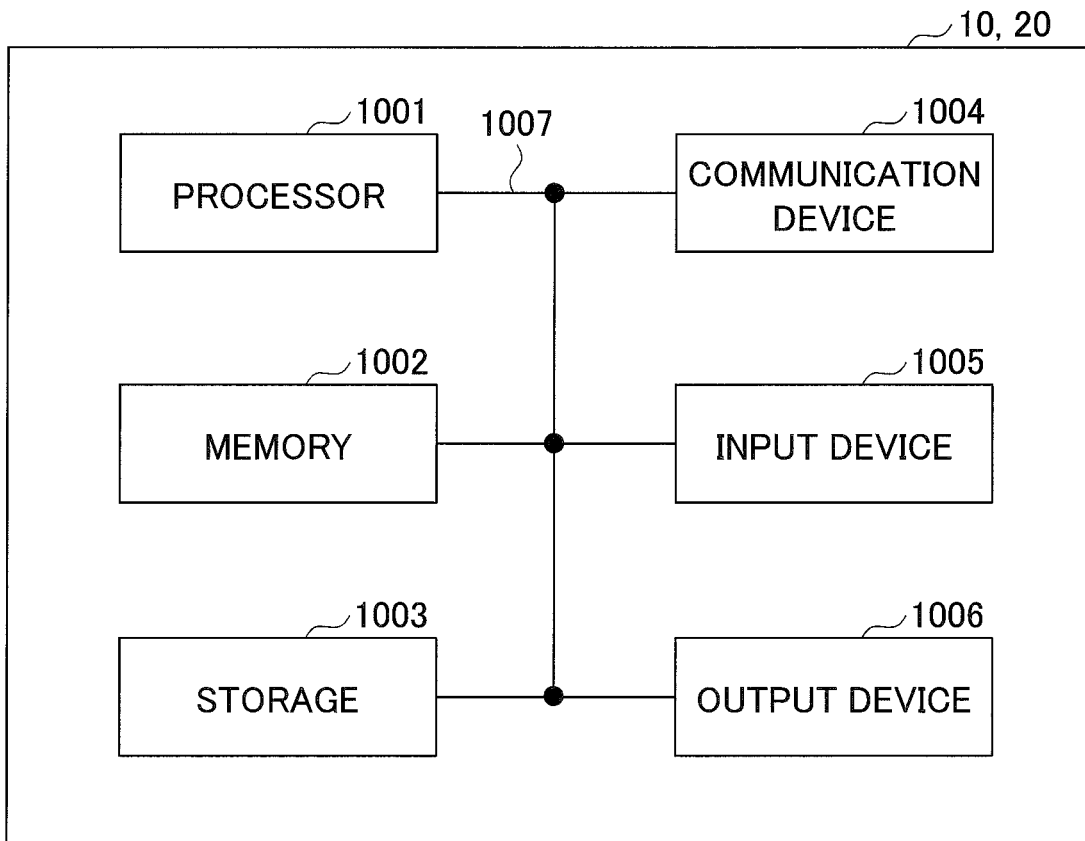 10, 20
1001
1007
1004
PROCESSOR
COMMUNICATION
DEVICE
1002
1005
MEMORY
INPUT DEVICE
1003
1006
STORAGE
OUTPUT DEVICE